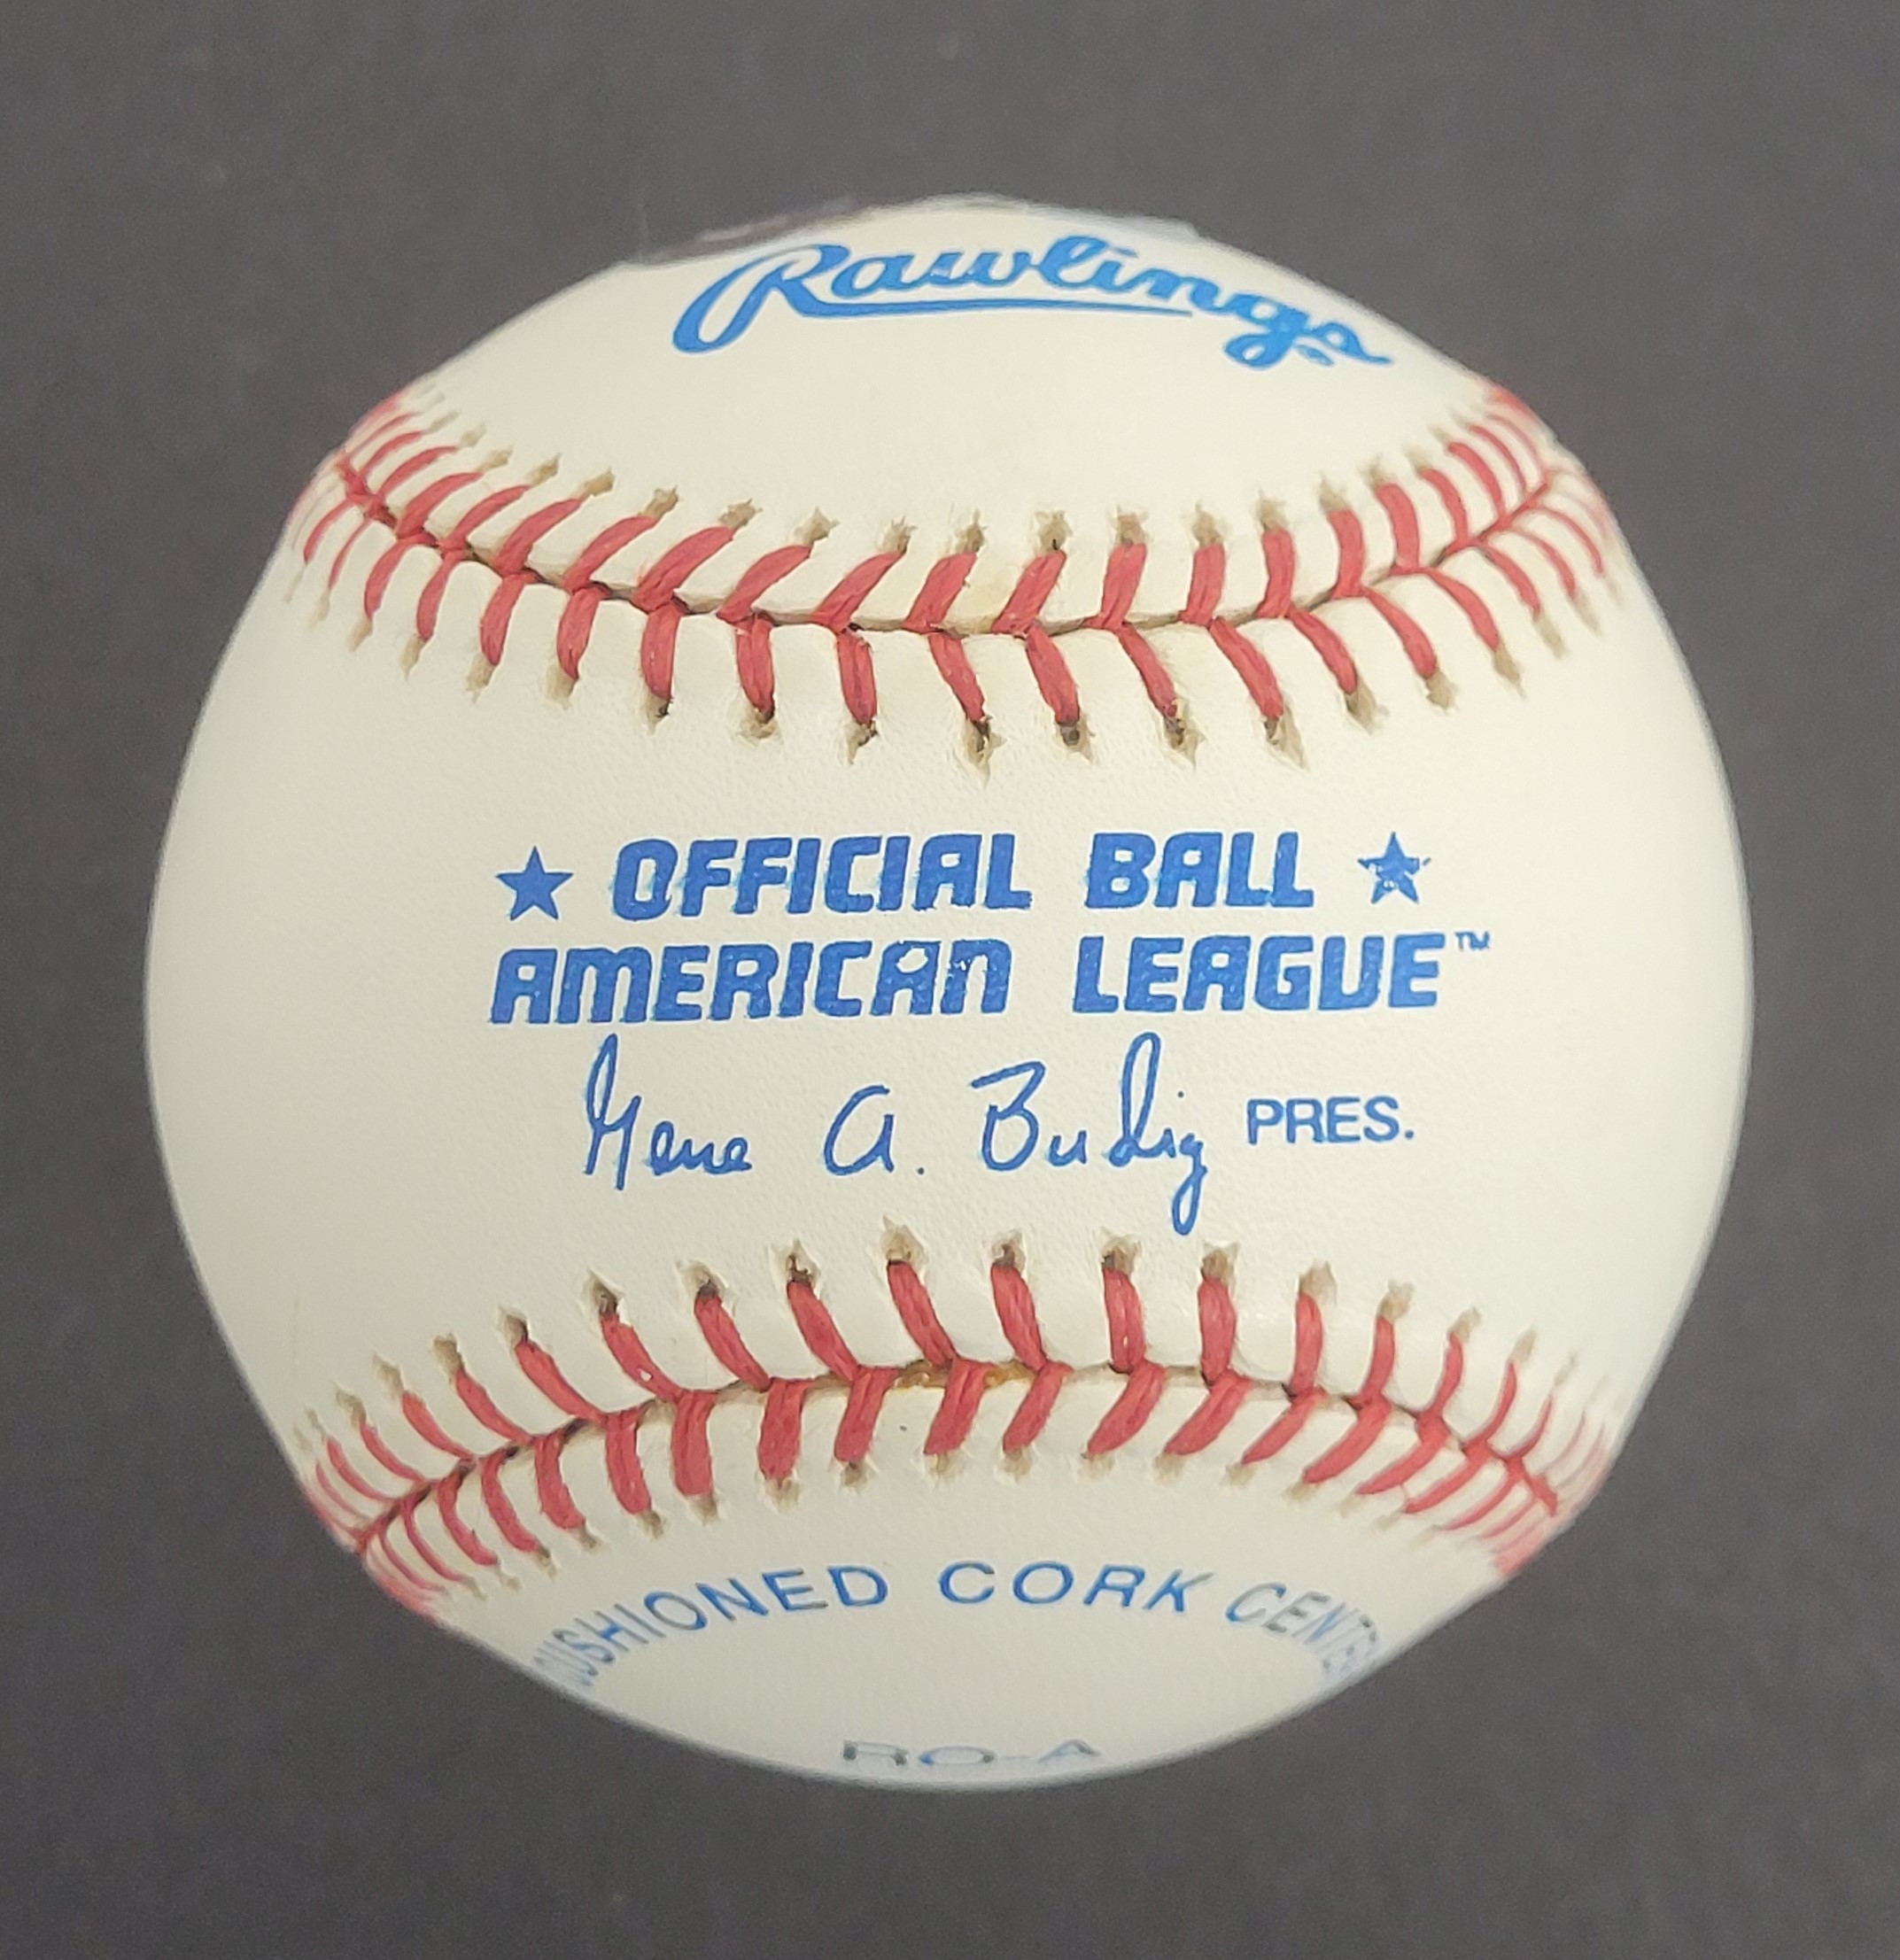 Rawlings
★ OFFICIAL BALL ★
AMERICAN LEAGUE™
Gene A. Budig PRES.
CUSHIONED CORK CENTER
RO-A